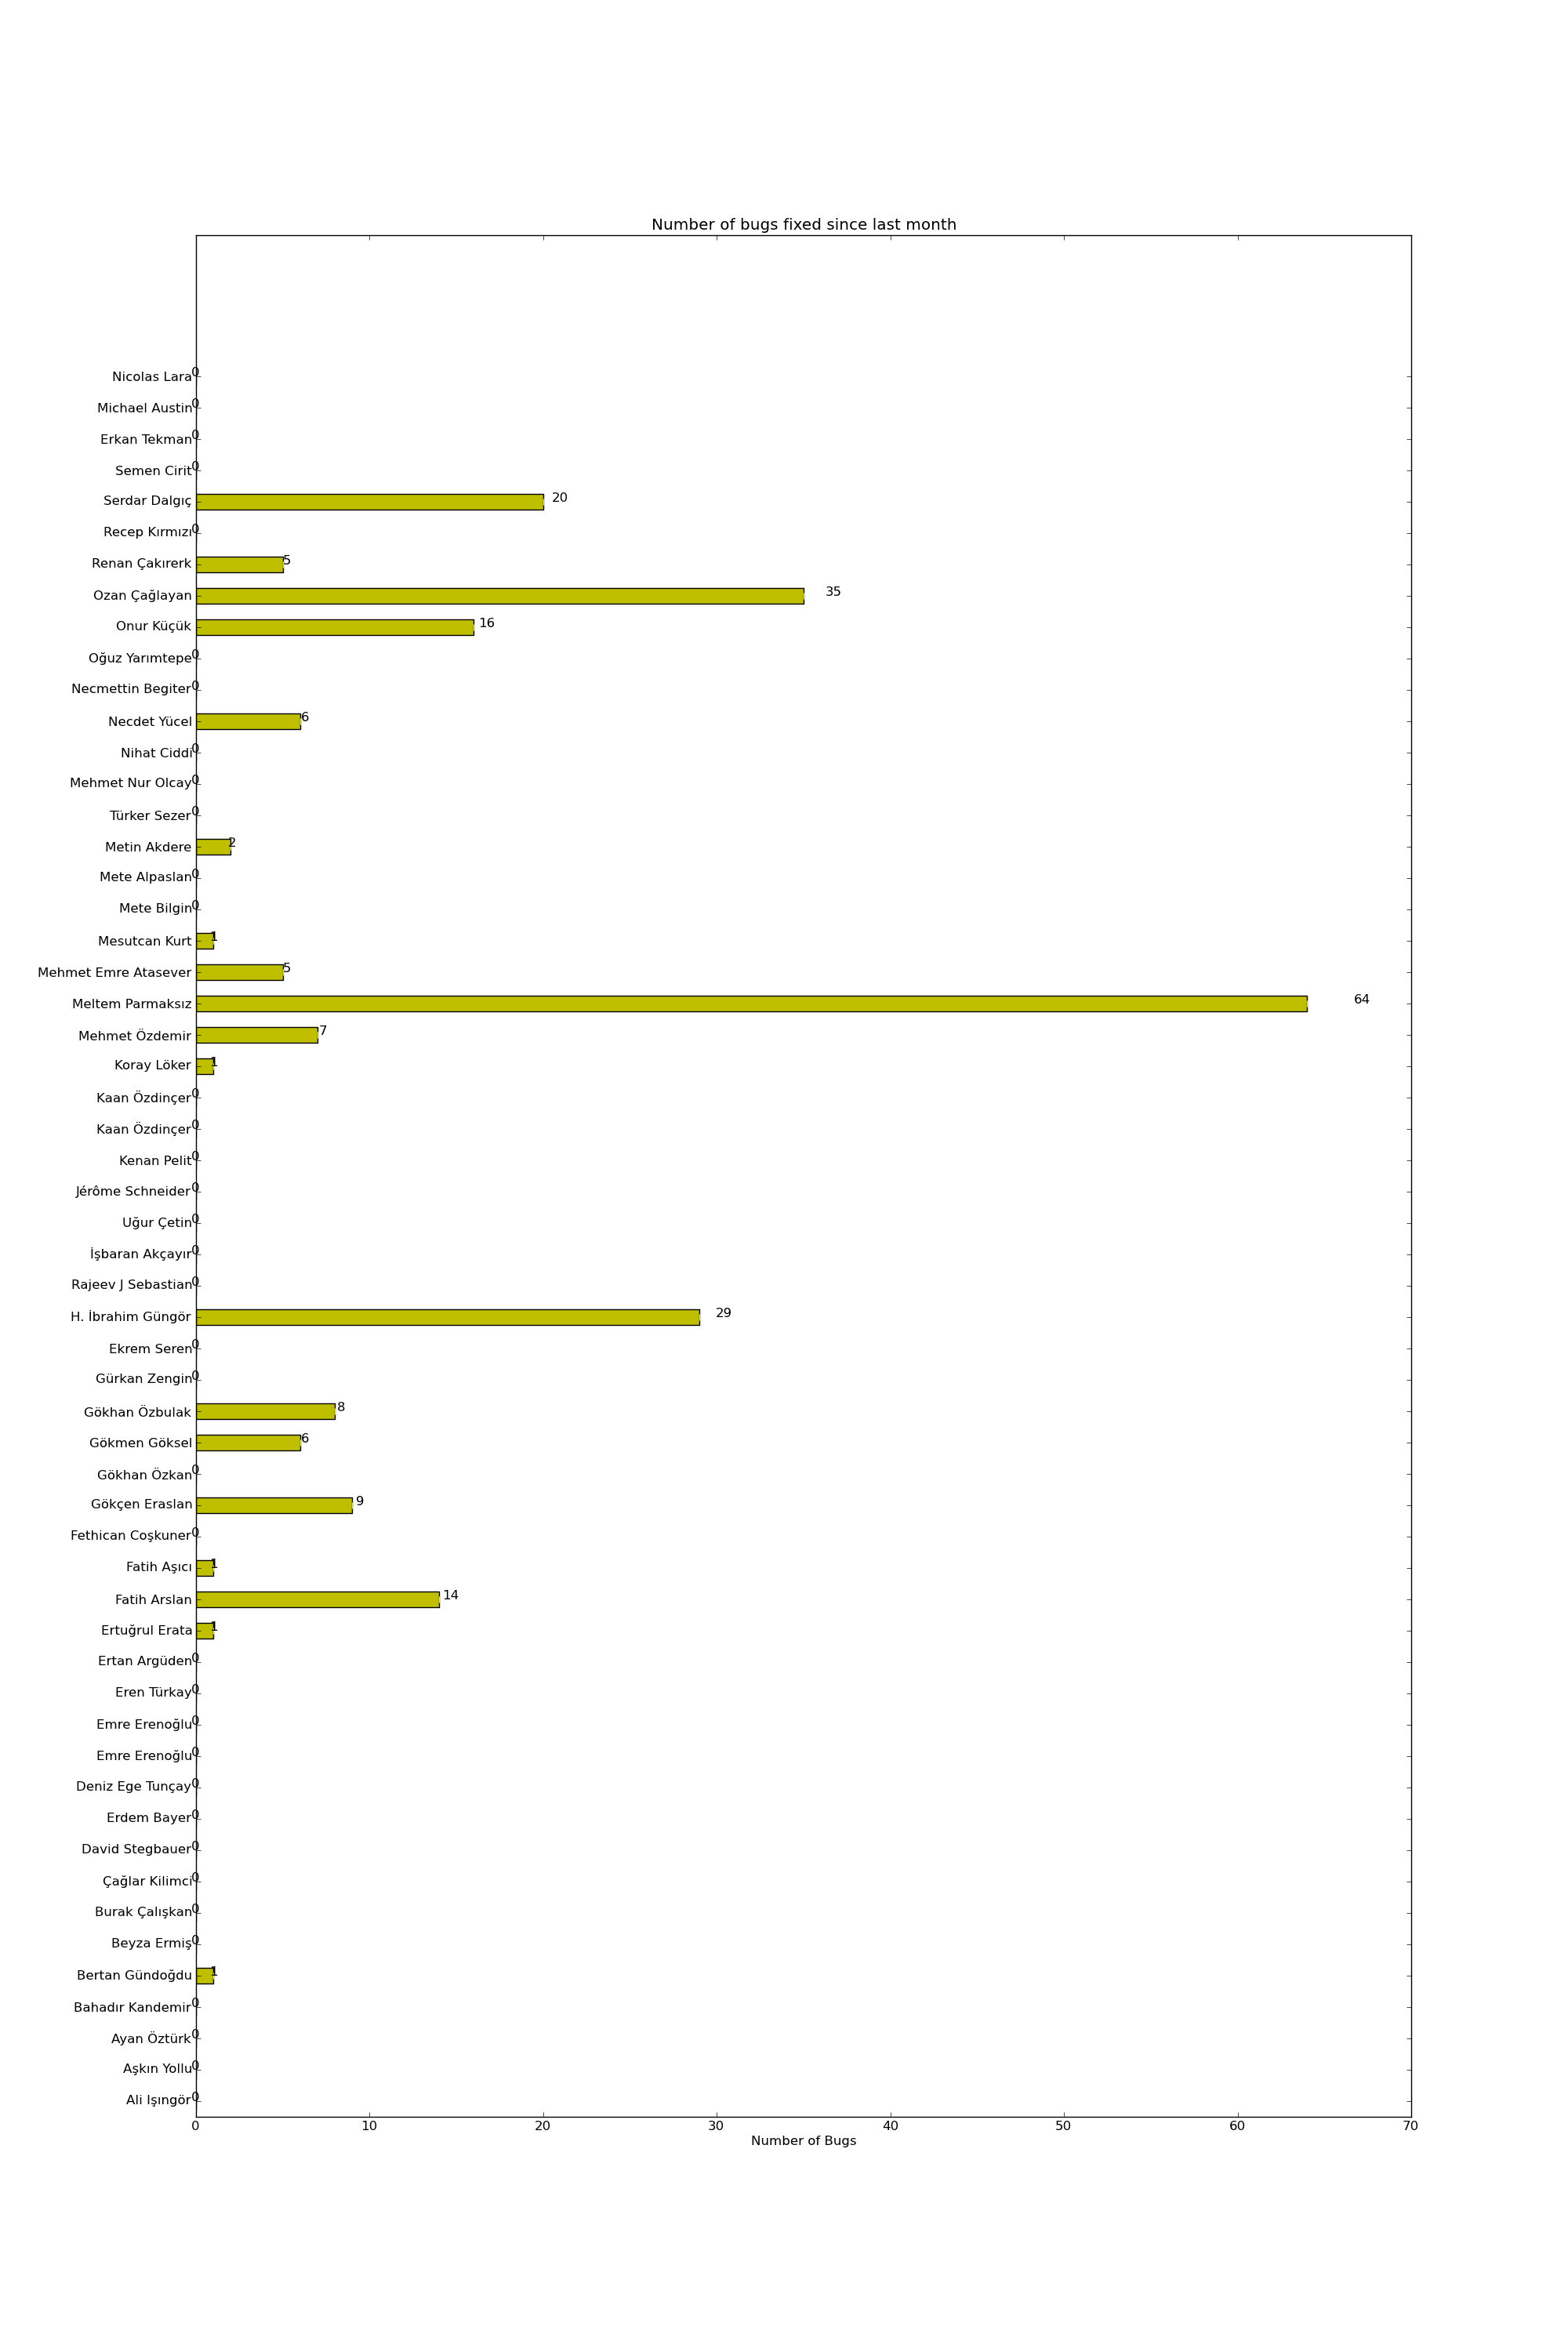 Number of bugs fixed since last month
Nicolas Lara 0
Michael Austin 0
Erkan Tekman 0
Semen Cirit 0
Serdar Dalgıç 20
Recep Kırmızı 0
Renan Çakırerk 5
Ozan Çağlayan 35
Onur Küçük 16
Oğuz Yarımtepe 0
Necmettin Begiter 0
Necdet Yücel 6
Nihat Ciddi 0
Mehmet Nur Olcay 0
Türker Sezer 0
Metin Akdere 2
Mete Alpaslan 0
Mete Bilgin 0
Mesutcan Kurt 1
Mehmet Emre Atasever 5
Meltem Parmaksız 64
Mehmet Özdemir 7
Koray Löker 1
Kaan Özdinçer 0
Kaan Özdinçer 0
Kenan Pelit 0
Jérôme Schneider 0
Uğur Çetin 0
İşbaran Akçayır 0
Rajeev J Sebastian 0
H. İbrahim Güngör 29
Ekrem Seren 0
Gürkan Zengin 0
Gökhan Özbulak 8
Gökmen Göksel 6
Gökhan Özkan 0
Gökçen Eraslan 9
Fethican Coşkuner 0
Fatih Aşıcı 1
Fatih Arslan 14
Ertuğrul Erata 1
Ertan Argüden 0
Eren Türkay 0
Emre Erenoğlu 0
Emre Erenoğlu 0
Deniz Ege Tunçay 0
Erdem Bayer 0
David Stegbauer 0
Çağlar Kilimci 0
Burak Çalışkan 0
Beyza Ermiş 0
Bertan Gündoğdu 1
Bahadır Kandemir 0
Ayan Öztürk 0
Aşkın Yollu 0
Ali Işıngör 0
0 10 20 30 40 50 60 70
Number of Bugs